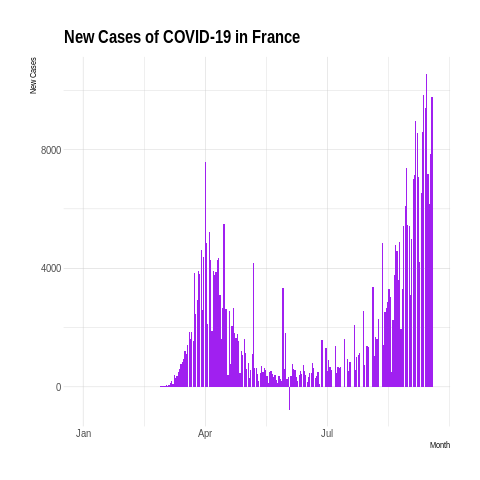 New Cases of COVID-19 in France
New Cases
8000
4000
0
Jan Apr Jul
Month